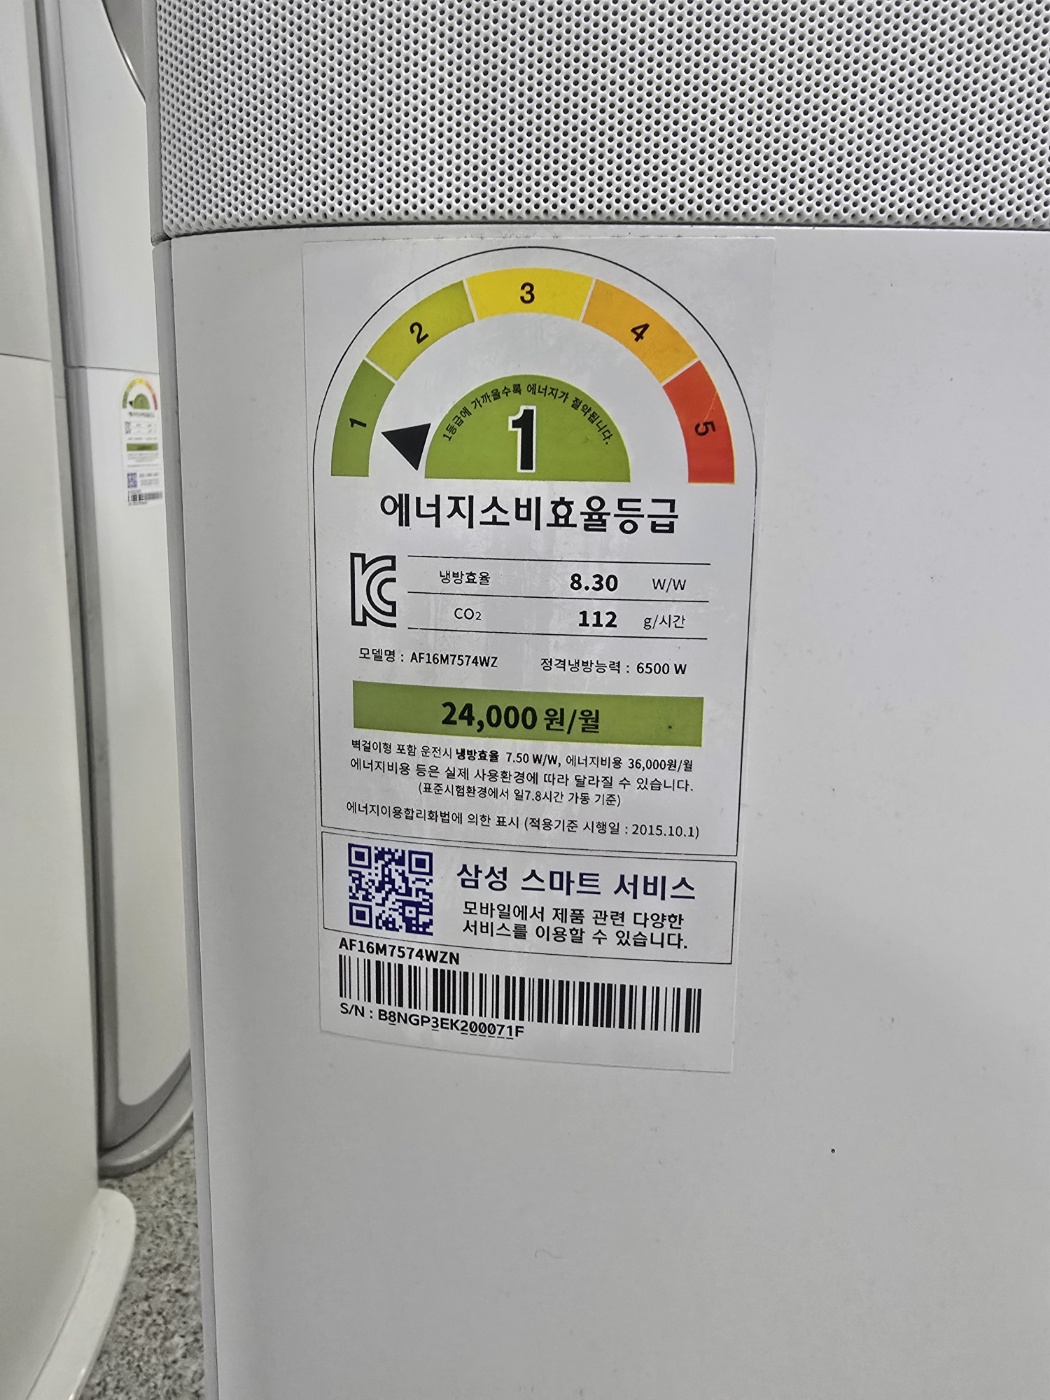 1
2
3
4
5
1등급에 가까울수록 에너지가 절약됩니다.
1
에너지소비효율등급
냉방효율 8.30 W/W
CO₂ 112 g/시간
모델명 : AF16M7574WZ 정격냉방능력 : 6500 W
24,000 원/월
벽걸이형 포함 운전시 냉방효율 7.50 W/W, 에너지비용 36,000원/월
에너지비용 등은 실제 사용환경에 따라 달라질 수 있습니다.
(표준시험환경에서 일7.8시간 가동 기준)
에너지이용합리화법에 의한 표시 (적용기준 시행일 : 2015.10.1)
삼성 스마트 서비스
모바일에서 제품 관련 다양한
서비스를 이용할 수 있습니다.
AF16M7574WZN
S/N : B8NGP3EK200071F